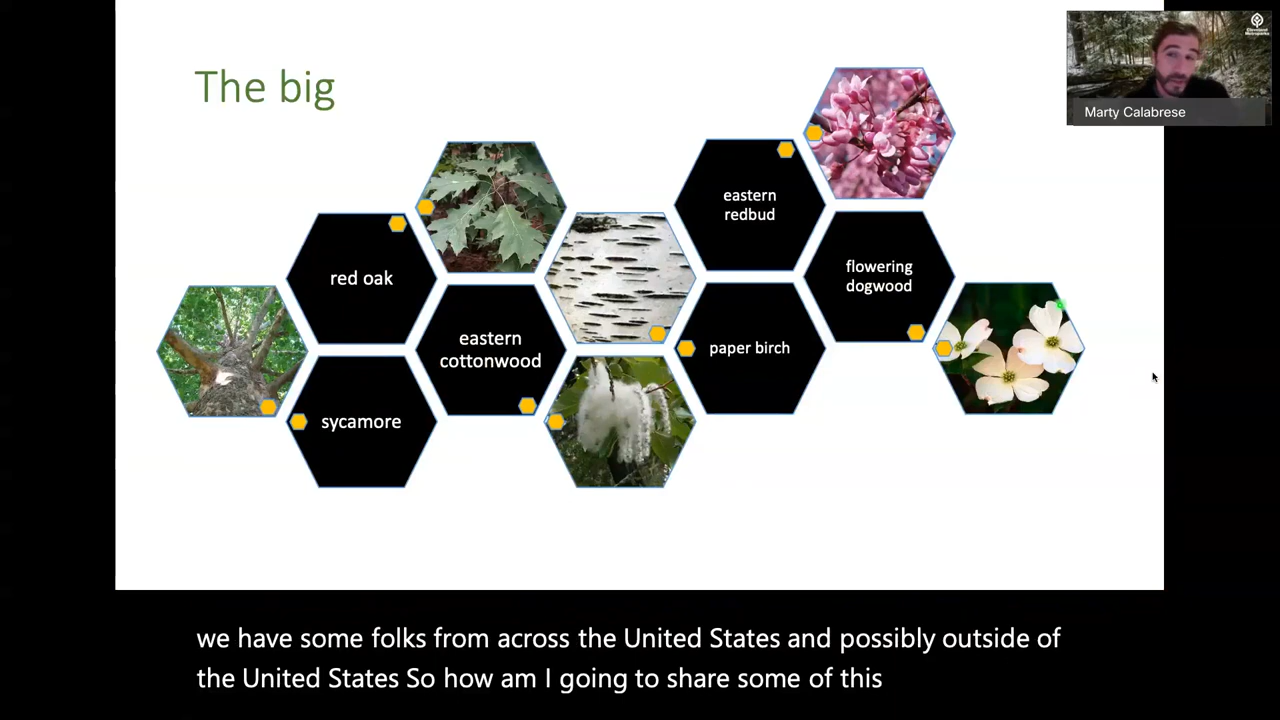 The big
Cleveland
Metroparks
Marty Calabrese
eastern
redbud
red oak
flowering
dogwood
eastern
cottonwood
paper birch
sycamore
we have some folks from across the United States and possibly outside of
the United States So how am I going to share some of this